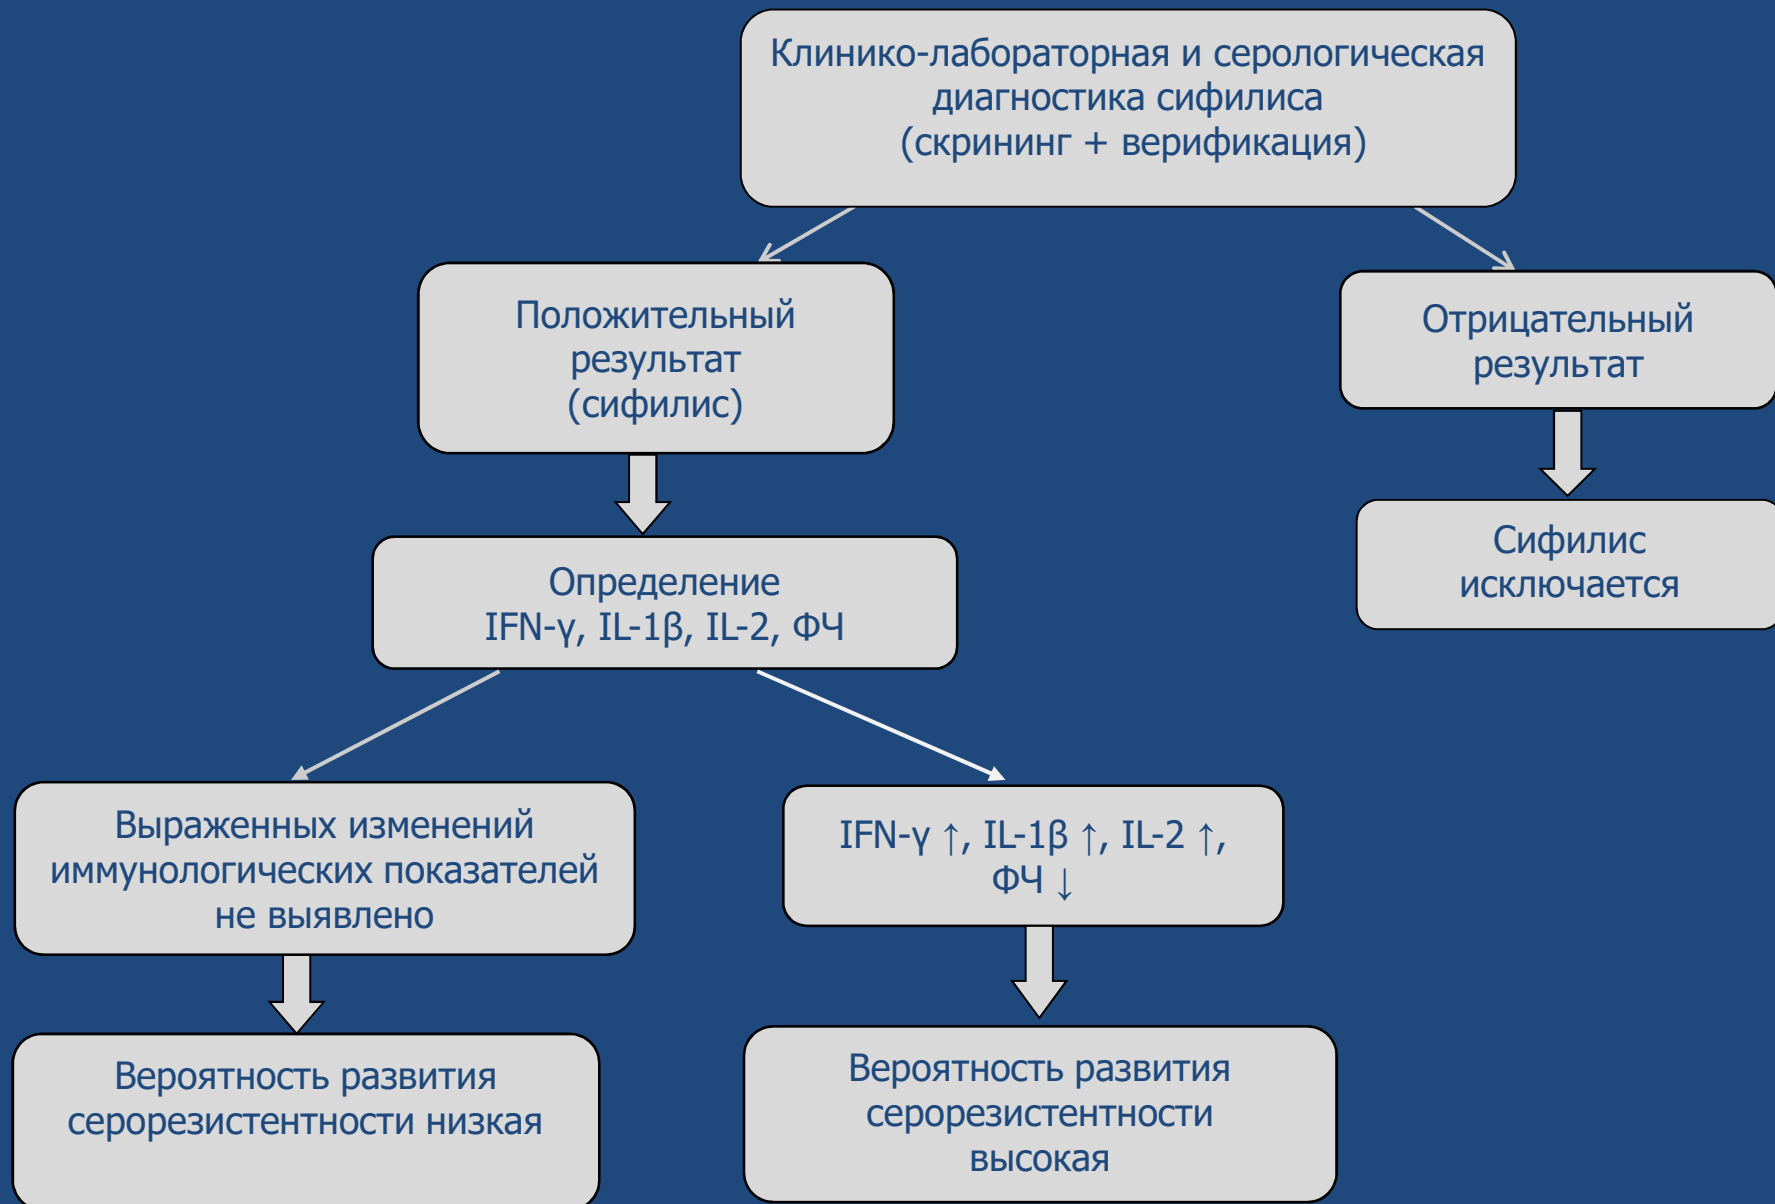 Клинико-лабораторная и серологическая
диагностика сифилиса
(скрининг + верификация)
Положительный
результат
(сифилис)
Отрицательный
результат
Определение
IFN-γ, IL-1β, IL-2, ФЧ
Сифилис
исключается
Выраженных изменений
иммунологических показателей
не выявлено
IFN-γ ↑, IL-1β ↑, IL-2 ↑,
ФЧ ↓
Вероятность развития
серорезистентности низкая
Вероятность развития
серорезистентности
высокая